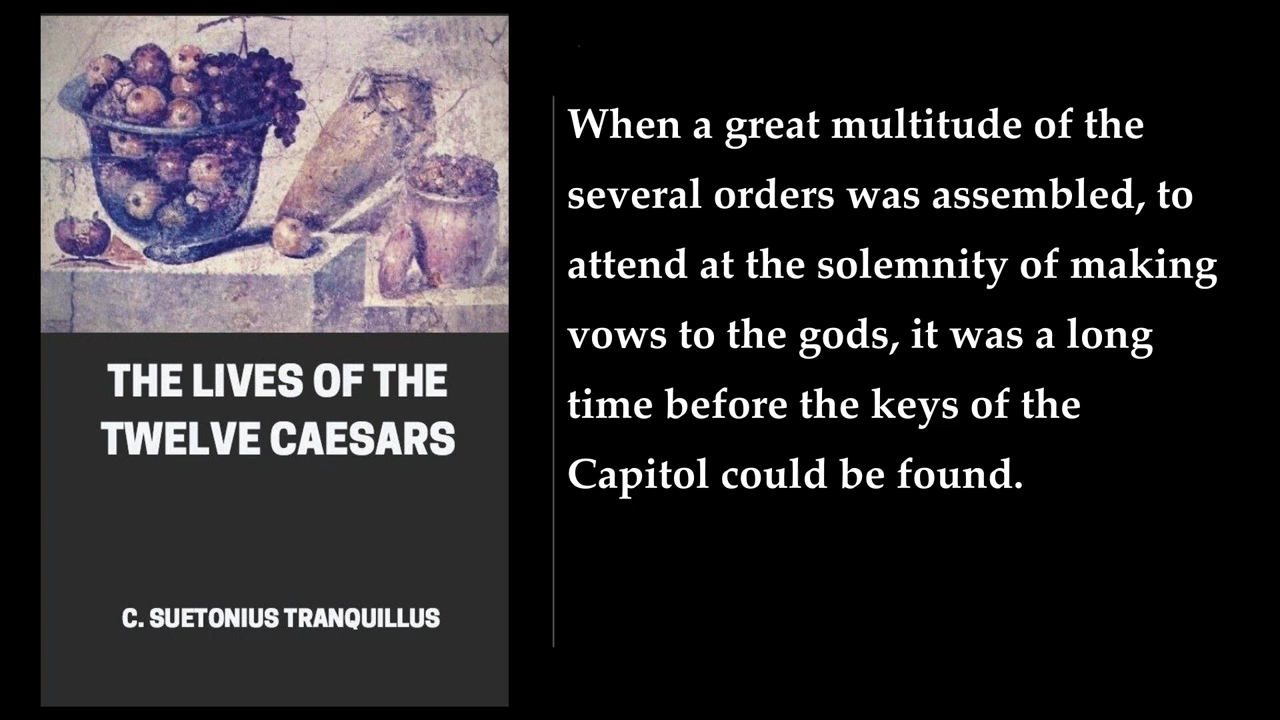 THE LIVES OF THE
TWELVE CAESARS
C. SUETONIUS TRANQUILLUS
When a great multitude of the
several orders was assembled, to
attend at the solemnity of making
vows to the gods, it was a long
time before the keys of the
Capitol could be found.